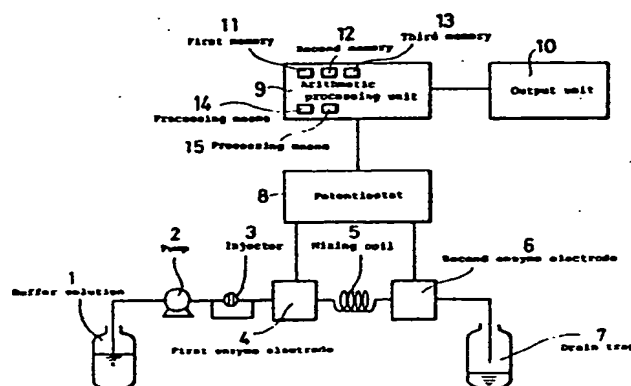 11
First memory
12
Second memory
13
Third memory
9
Arithmetic
processing unit
10
Output unit
14
Processing means
15 Processing means
8
Potentiostat
1
Buffer solution
2
Pump
3
Injector
4
First enzyme electrode
5
Mixing coil
6
Second enzyme electrode
7
Drain trap